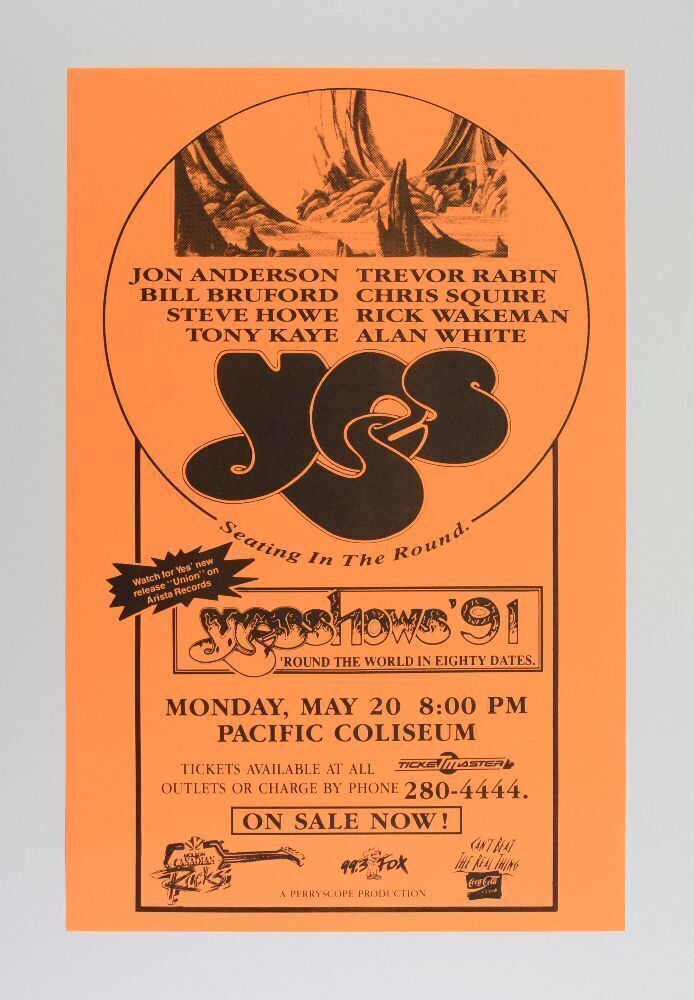 JON ANDERSON TREVOR RABIN
BILL BRUFORD CHRIS SQUIRE
STEVE HOWE RICK WAKEMAN
TONY KAYE ALAN WHITE
yes
Seating In The Round.
Watch for Yes' new
release "Union" on
Arista Records
yesshows '91
'ROUND THE WORLD IN EIGHTY DATES.
MONDAY, MAY 20 8:00 PM
PACIFIC COLISEUM
TICKETS AVAILABLE AT ALL TICKETMASTER
OUTLETS OR CHARGE BY PHONE 280-4444.
ON SALE NOW!
MOLSON
CANADIAN
Rocks
99.3 FOX
CAN'T BEAT
THE REAL THING
Coca-Cola
A PERRYSCOPE PRODUCTION